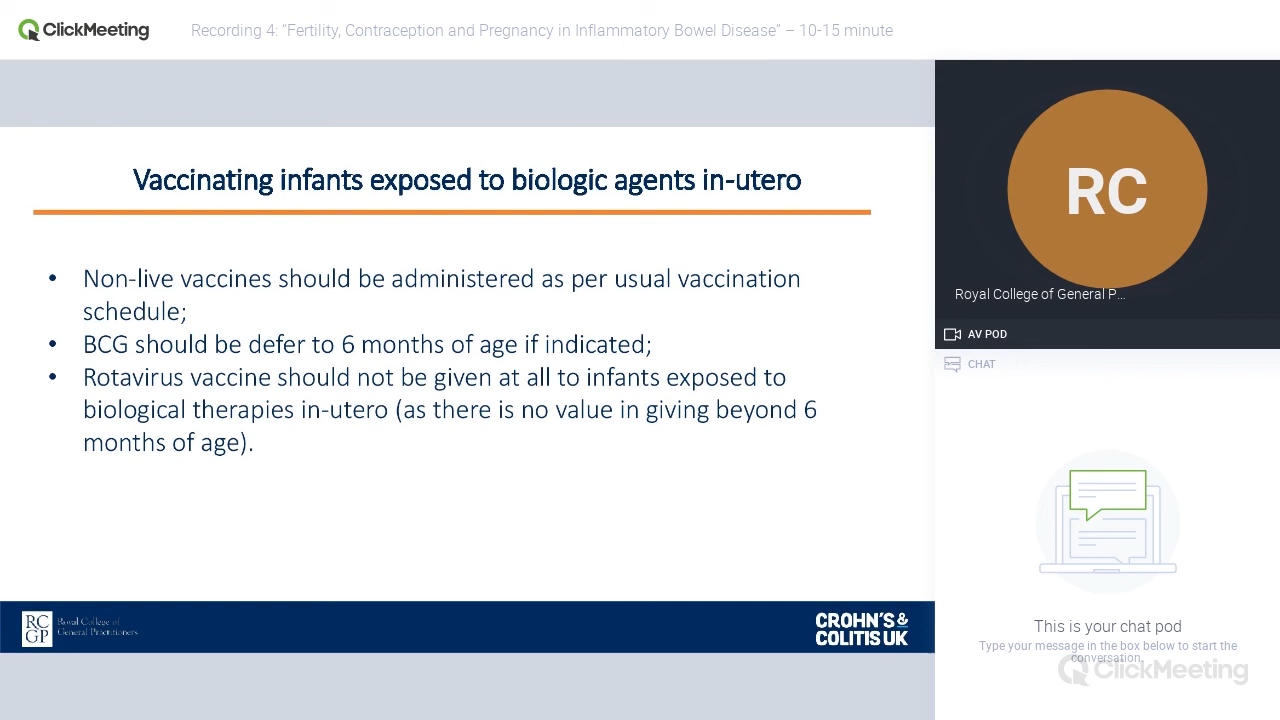 ClickMeeting
Recording 4: "Fertility, Contraception and Pregnancy in Inflammatory Bowel Disease" – 10-15 minute
Vaccinating infants exposed to biologic agents in-utero
• Non-live vaccines should be administered as per usual vaccination
schedule;
• BCG should be defer to 6 months of age if indicated;
• Rotavirus vaccine should not be given at all to infants exposed to
biological therapies in-utero (as there is no value in giving beyond 6
months of age).
RC
GP
Royal College of
General Practitioners
CROHN'S &
COLITIS UK
RC
Royal College of General P...
AV POD
CHAT
This is your chat pod
Type your message in the box below to start the
conversation.
ClickMeeting